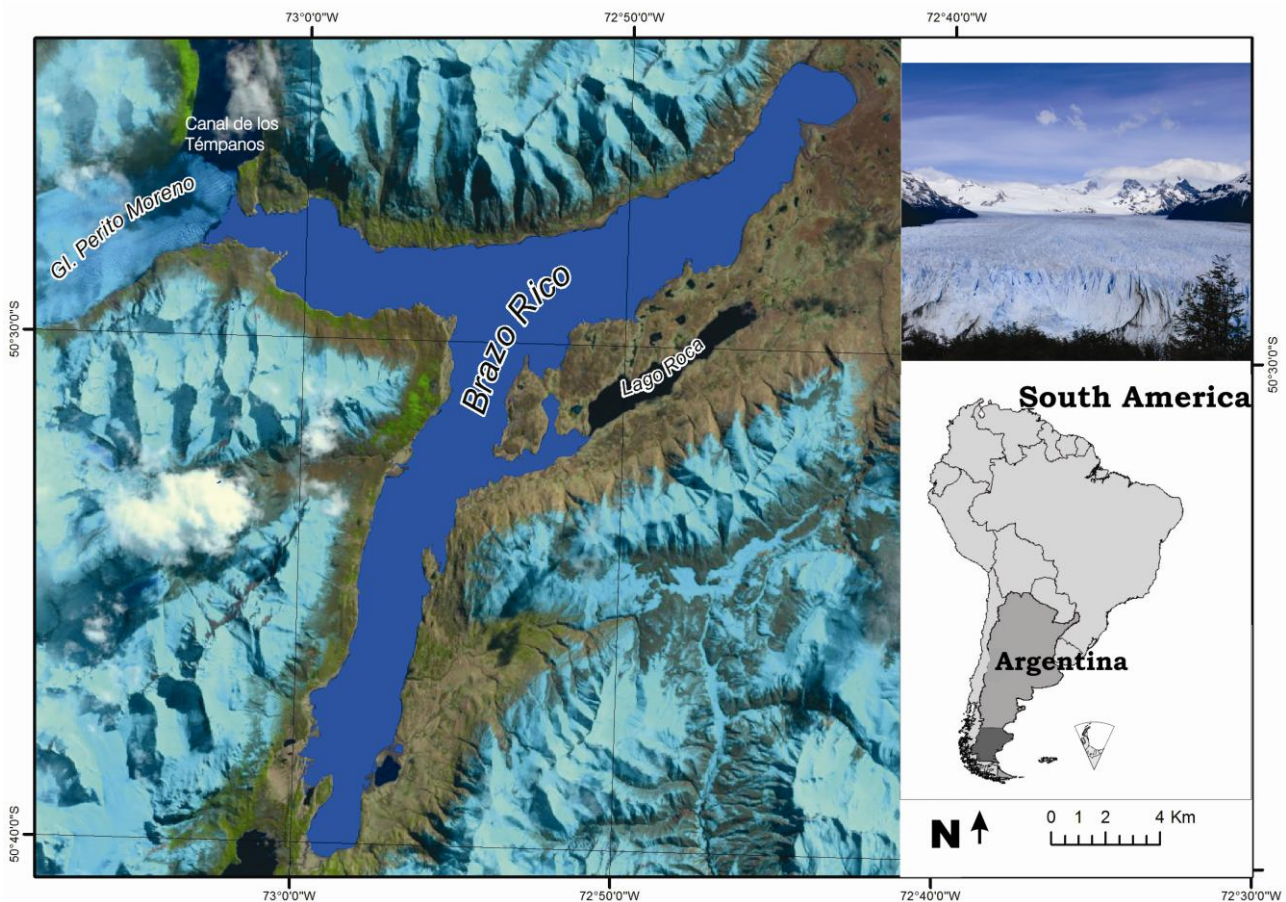 73°0'0"W
72°50'0"W
72°40'0"W
Canal de los
Témpanos
Gl. Perito Moreno
Brazo Rico
Lago Roca
50°30'0"S
50°30'0"S
South America
Argentina
N
0 1 2 4 Km
50°40'0"S
73°0'0"W
72°50'0"W
72°40'0"W
72°30'0"W